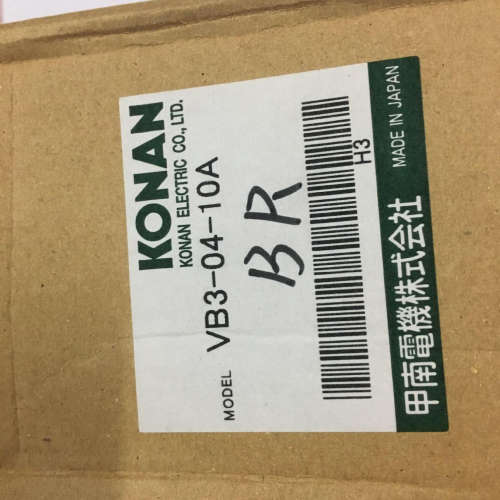 KONAN
KONAN ELECTRIC CO., LTD.
MODEL VB3-04-10A
BR
H3
甲南電機株式会社 MADE IN JAPAN